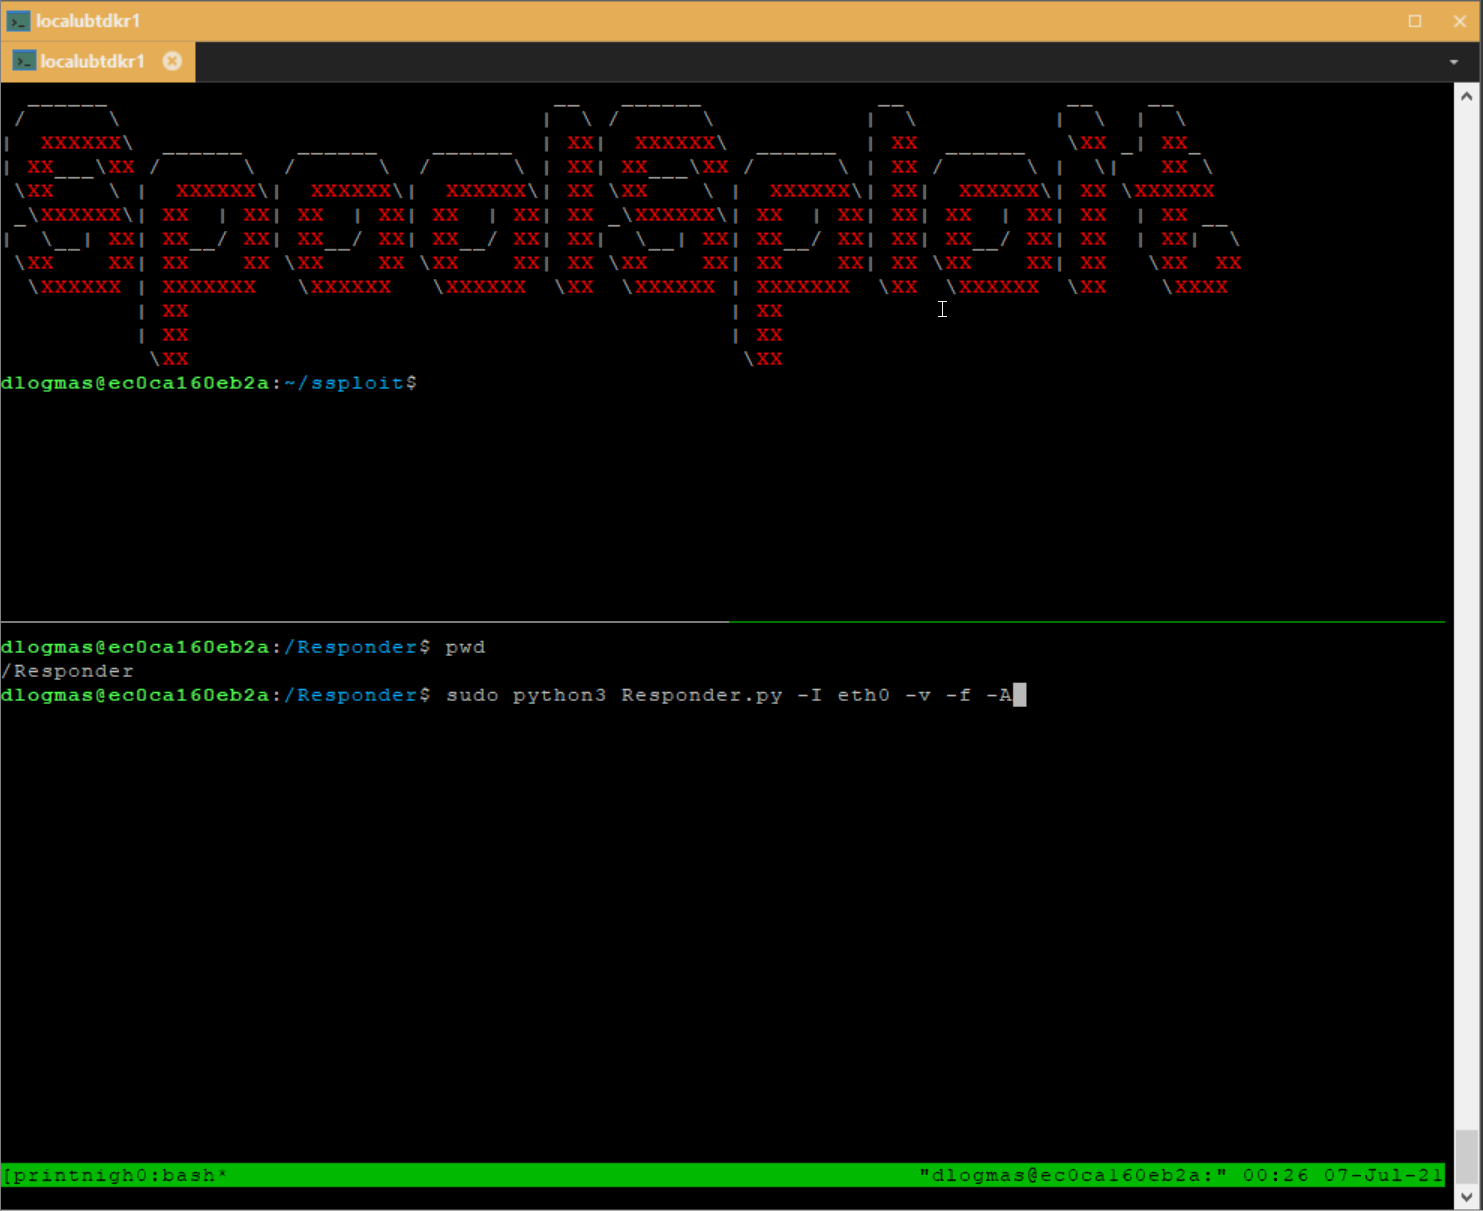 localubtdkr1
localubtdkr1
SpoolSploit
dlogmas@ec0ca160eb2a:~/ssploit$
dlogmas@ec0ca160eb2a:/Responder$ pwd
/Responder
dlogmas@ec0ca160eb2a:/Responder$ sudo python3 Responder.py -I eth0 -v -f -A
[printnigh0:bash* "dlogmas@ec0ca160eb2a:" 00:26 07-Jul-21